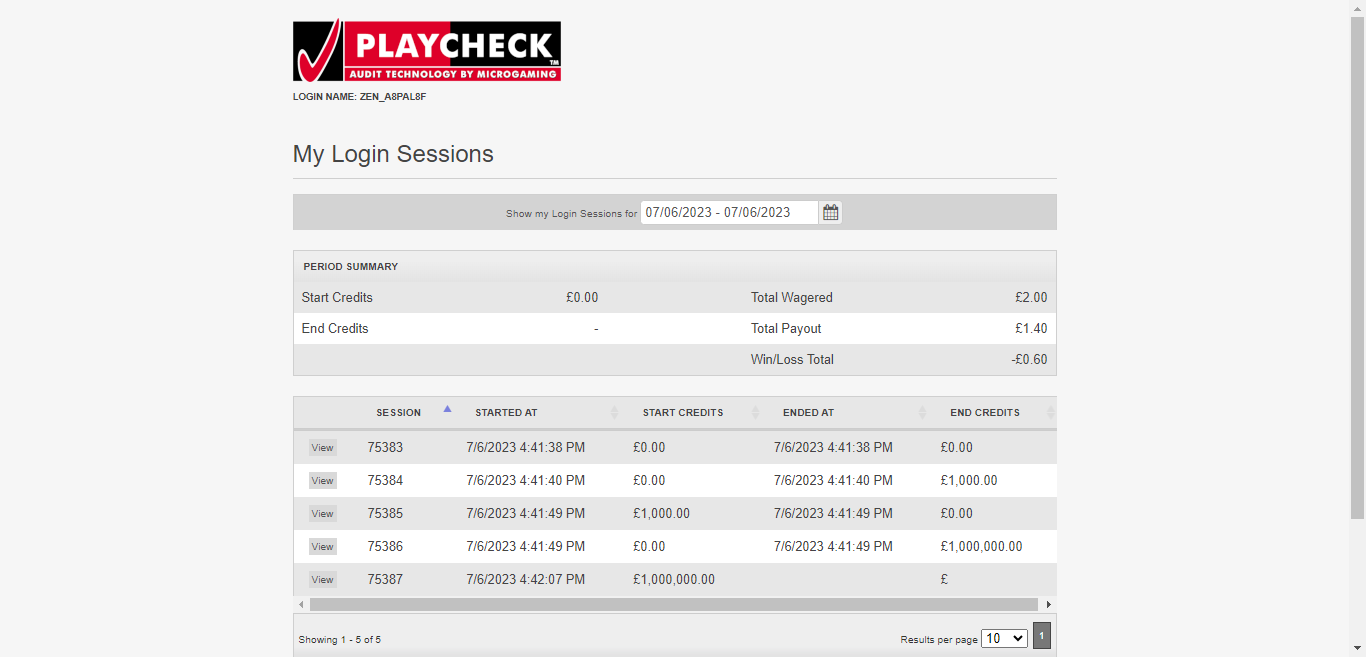 PLAYCHECK TM
AUDIT TECHNOLOGY BY MICROGAMING
LOGIN NAME: ZEN_A8PAL8F
My Login Sessions
Show my Login Sessions for 07/06/2023 - 07/06/2023
PERIOD SUMMARY
Start Credits £0.00 Total Wagered £2.00
End Credits - Total Payout £1.40
Win/Loss Total -£0.60
SESSION STARTED AT START CREDITS ENDED AT END CREDITS
View 75383 7/6/2023 4:41:38 PM £0.00 7/6/2023 4:41:38 PM £0.00
View 75384 7/6/2023 4:41:40 PM £0.00 7/6/2023 4:41:40 PM £1,000.00
View 75385 7/6/2023 4:41:49 PM £1,000.00 7/6/2023 4:41:49 PM £0.00
View 75386 7/6/2023 4:41:49 PM £0.00 7/6/2023 4:41:49 PM £1,000,000.00
View 75387 7/6/2023 4:42:07 PM £1,000,000.00 £
Showing 1 - 5 of 5 Results per page 10 1